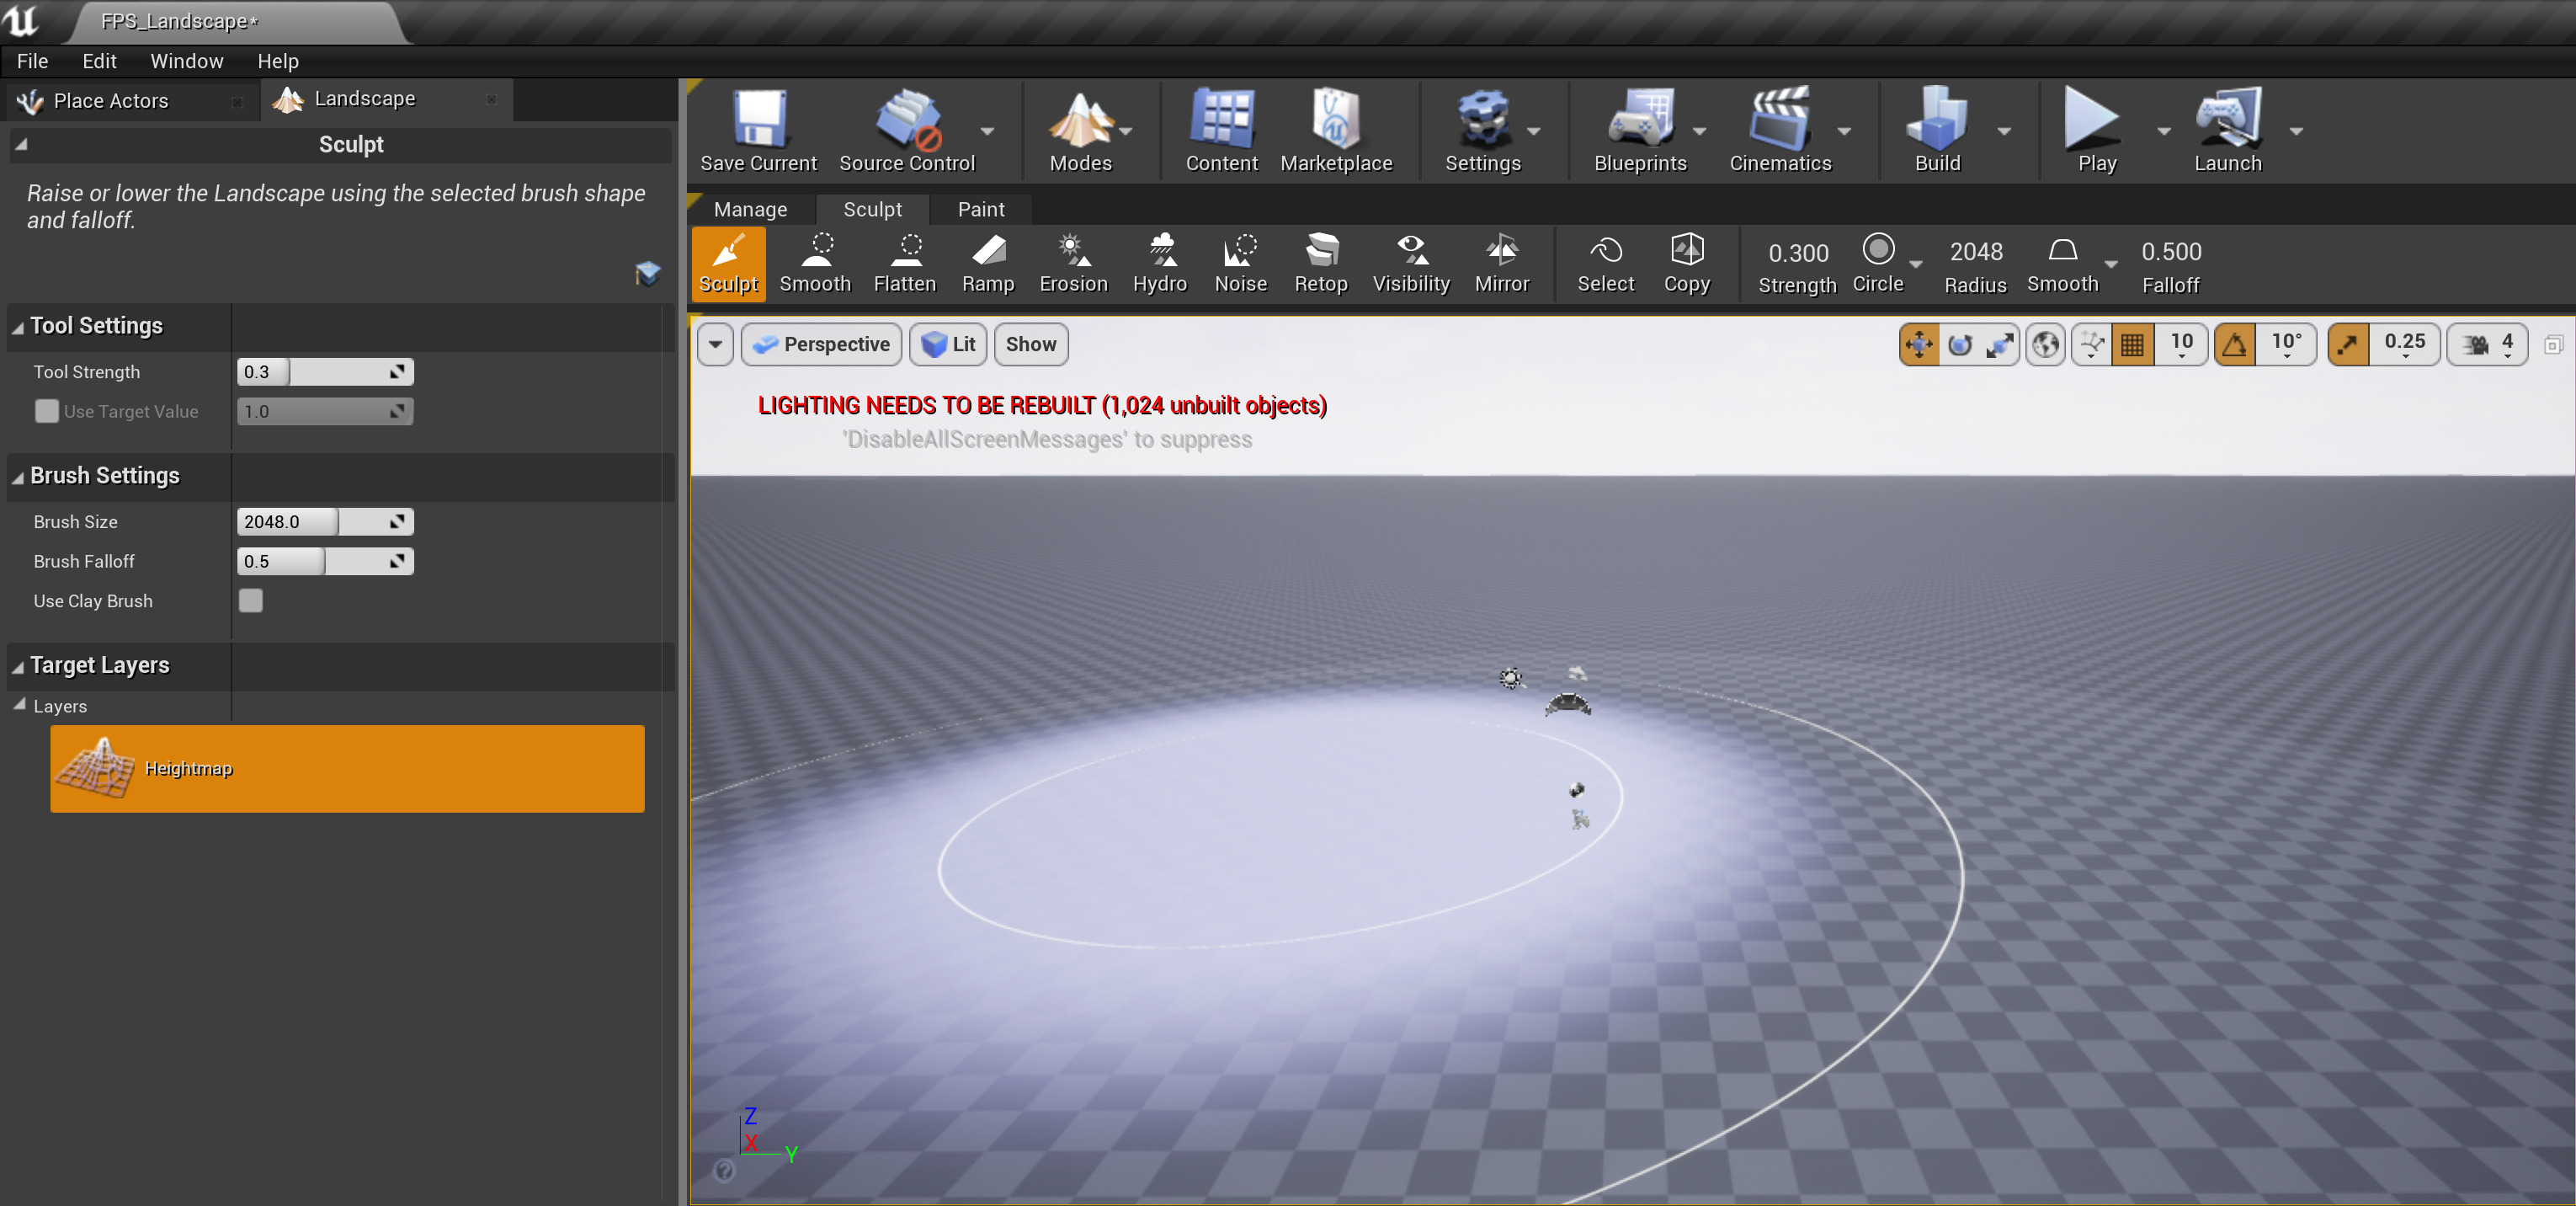 FPS_Landscape*
File Edit Window Help
Place Actors
Landscape
Sculpt
Raise or lower the Landscape using the selected brush shape
and falloff.
Tool Settings
Tool Strength 0.3
Use Target Value 1.0
Brush Settings
Brush Size 2048.0
Brush Falloff 0.5
Use Clay Brush
Target Layers
Layers
Heightmap
Save Current Source Control Modes Content Marketplace Settings Blueprints Cinematics Build Play Launch
Manage Sculpt Paint
0.300 2048 0.500
Sculpt Smooth Flatten Ramp Erosion Hydro Noise Retop Visibility Mirror Select Copy Strength Circle Radius Smooth Falloff
Perspective Lit Show 10 10° 0.25 4
LIGHTING NEEDS TO BE REBUILT (1,024 unbuilt objects)
'DisableAllScreenMessages' to suppress
Z
X
Y